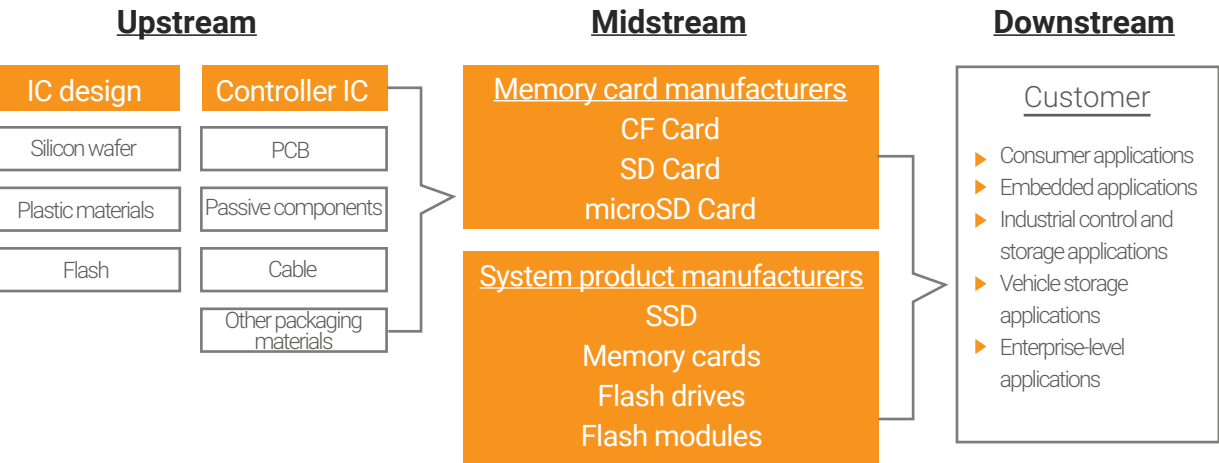 Upstream
Midstream
Downstream
IC design
Silicon wafer
Plastic materials
Flash
Controller IC
PCB
Passive components
Cable
Other packaging
materials
Memory card manufacturers
CF Card
SD Card
microSD Card
System product manufacturers
SSD
Memory cards
Flash drives
Flash modules
Customer
Consumer applications
Embedded applications
Industrial control and
storage applications
Vehicle storage
applications
Enterprise-level
applications